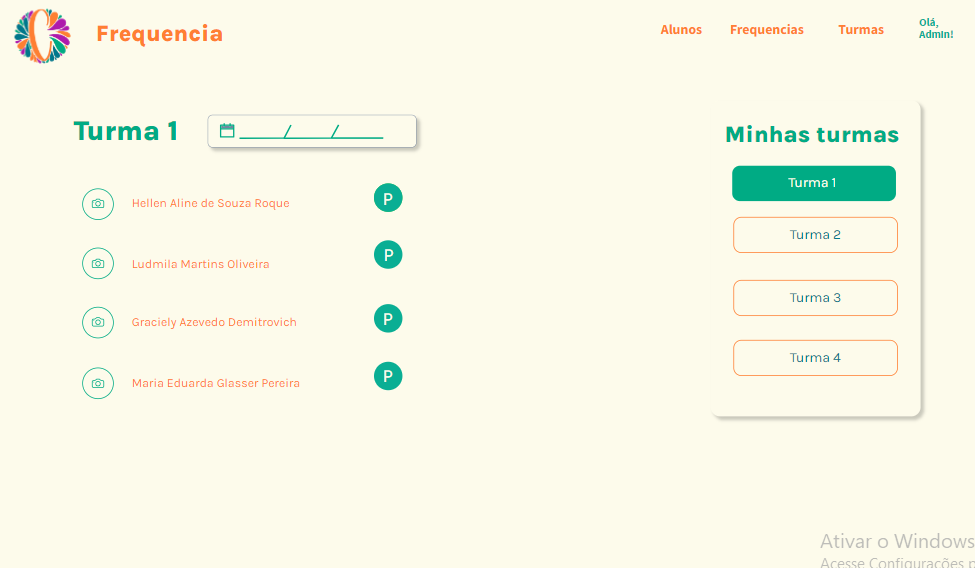 Frequencia
Alunos Frequencias Turmas
Olá,
Admin!
Turma 1
____/____/____
Hellen Aline de Souza Roque P
Ludmila Martins Oliveira P
Graciely Azevedo Demitrovich P
Maria Eduarda Glasser Pereira P
Minhas turmas
Turma 1
Turma 2
Turma 3
Turma 4
Ativar o Windows
Acesse Configurações p